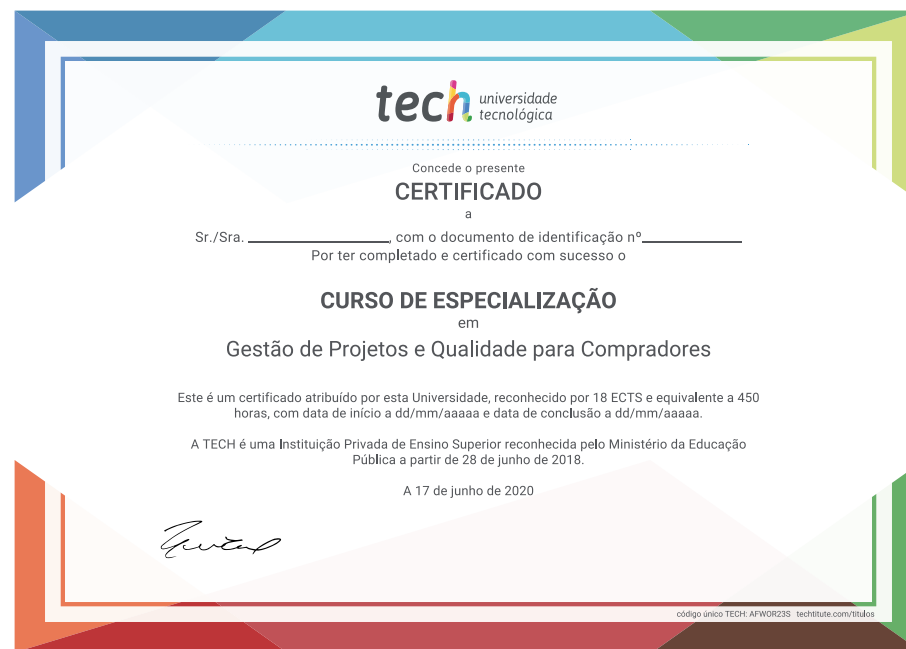 tech universidade
tecnológica
Concede o presente
CERTIFICADO
a
Sr./Sra. ____________________, com o documento de identificação nº______________
Por ter completado e certificado com sucesso o
CURSO DE ESPECIALIZAÇÃO
em
Gestão de Projetos e Qualidade para Compradores
Este é um certificado atribuído por esta Universidade, reconhecido por 18 ECTS e equivalente a 450
horas, com data de início a dd/mm/aaaaa e data de conclusão a dd/mm/aaaaa.
A TECH é uma Instituição Privada de Ensino Superior reconhecida pelo Ministério da Educação
Pública a partir de 28 de junho de 2018.
A 17 de junho de 2020
código único TECH: AFWOR23S techtitute.com/titulos